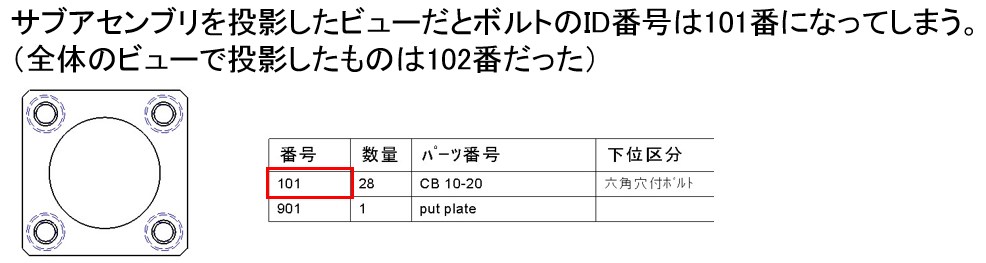 サブアセンブリを投影したビューだとボルトのID番号は101番になってしまう。
（全体のビューで投影したものは102番だった）
番号 数量 ﾊﾟｰﾂ番号 下位区分
101 28 CB 10-20 六角穴付ﾎﾞﾙﾄ
901 1 put plate